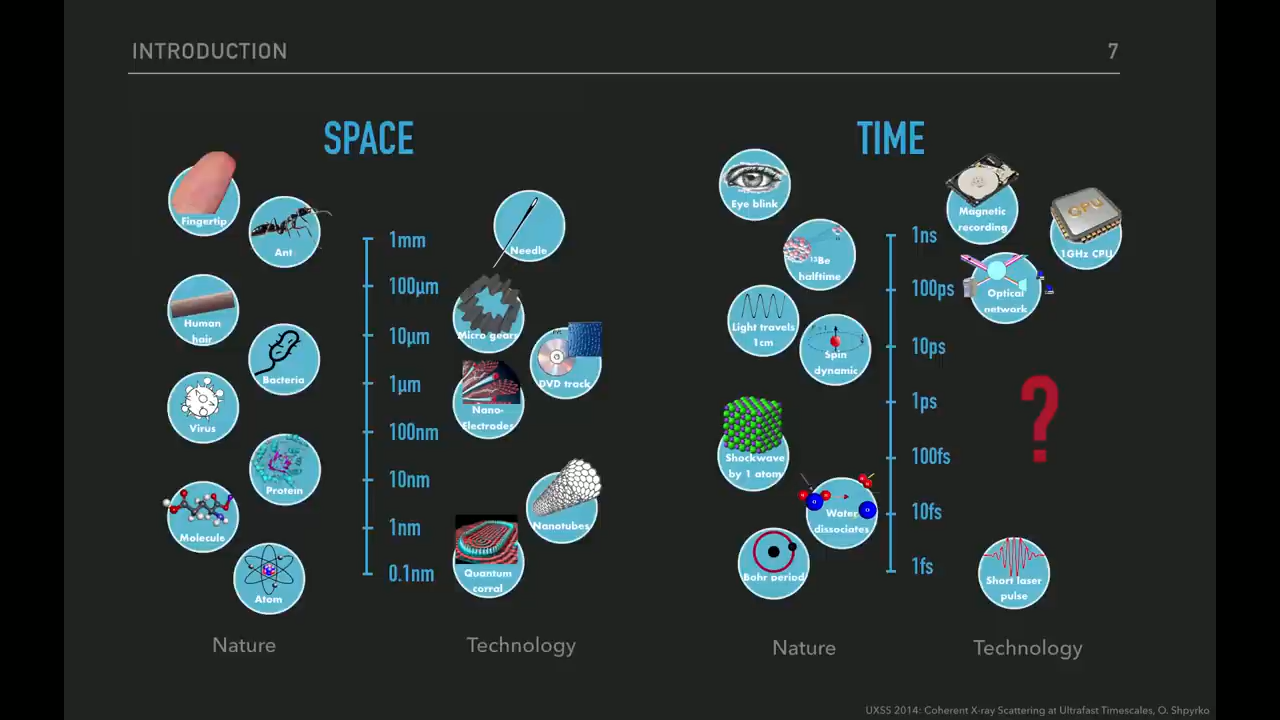 INTRODUCTION
7
SPACE
Fingertip
Ant
Human
hair
Bacteria
Virus
Protein
Molecule
Atom
1mm
100µm
10µm
1µm
100nm
10nm
1nm
0.1nm
Needle
Micro gears
DVD track
Nano-
Electrodes
Nanotubes
Quantum
corral
Nature
Technology
TIME
Eye blink
¹³Be
halftime
Light travels
1cm
Spin
dynamic
Shockwave
by 1 atom
Water
dissociates
Bohr period
1ns
100ps
10ps
1ps
100fs
10fs
1fs
Magnetic
recording
CPU
1GHz CPU
Optical
network
?
Short laser
pulse
Nature
Technology
UXSS 2014: Coherent X-ray Scattering at Ultrafast Timescales, O. Shpyrko